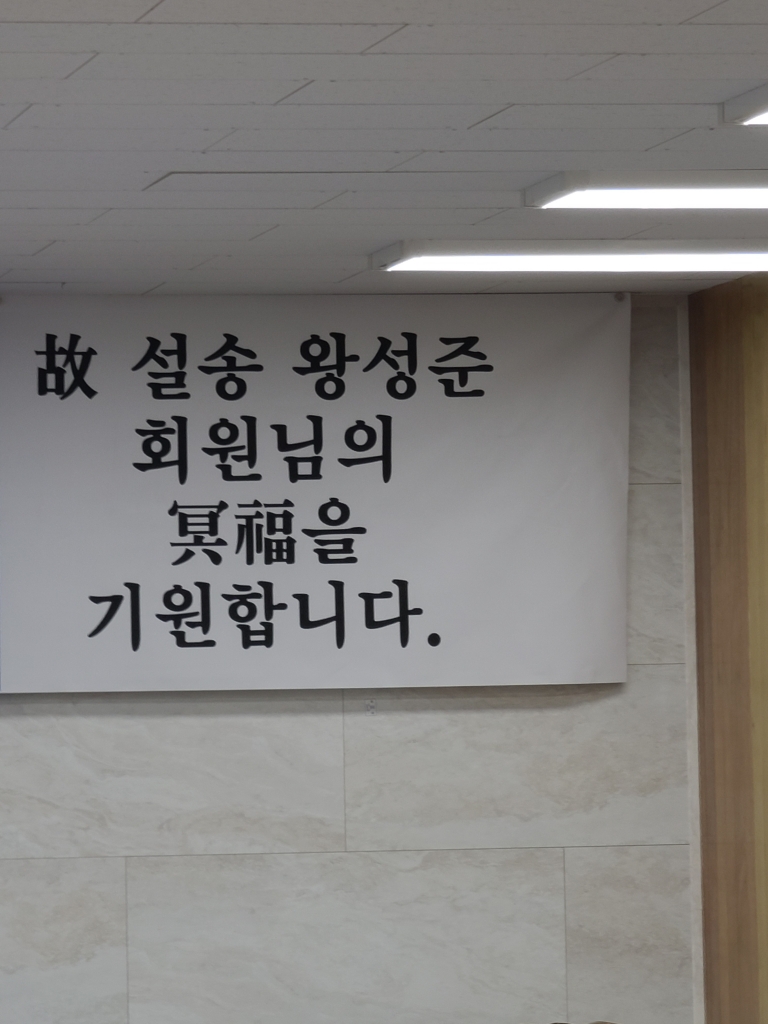 故 설송 왕성준
회원님의
冥福을
기원합니다.